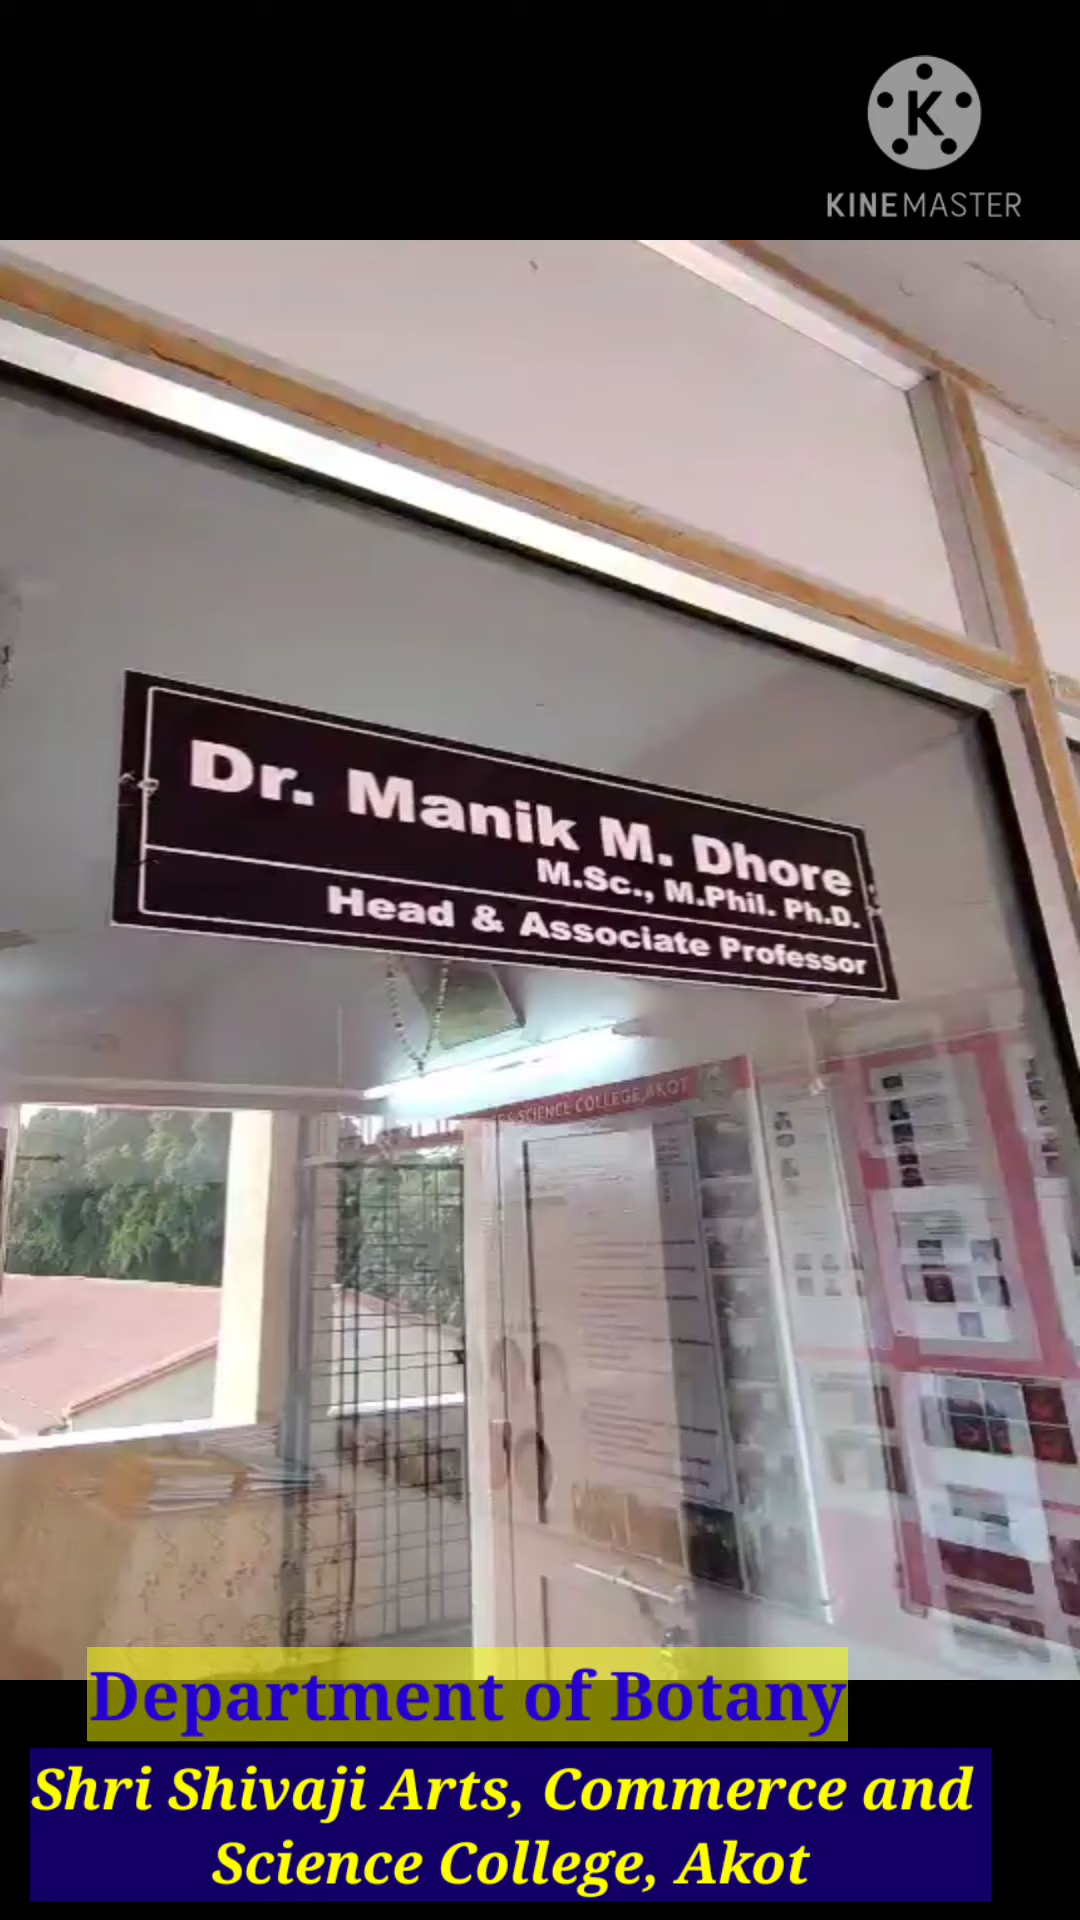 K
KINEMASTER
Dr. Manik M. Dhore
M.Sc., M.Phil. Ph.D.
Head & Associate Professor
SCIENCE COLLEGE, AKOT
Department of Botany
Shri Shivaji Arts, Commerce and
Science College, Akot